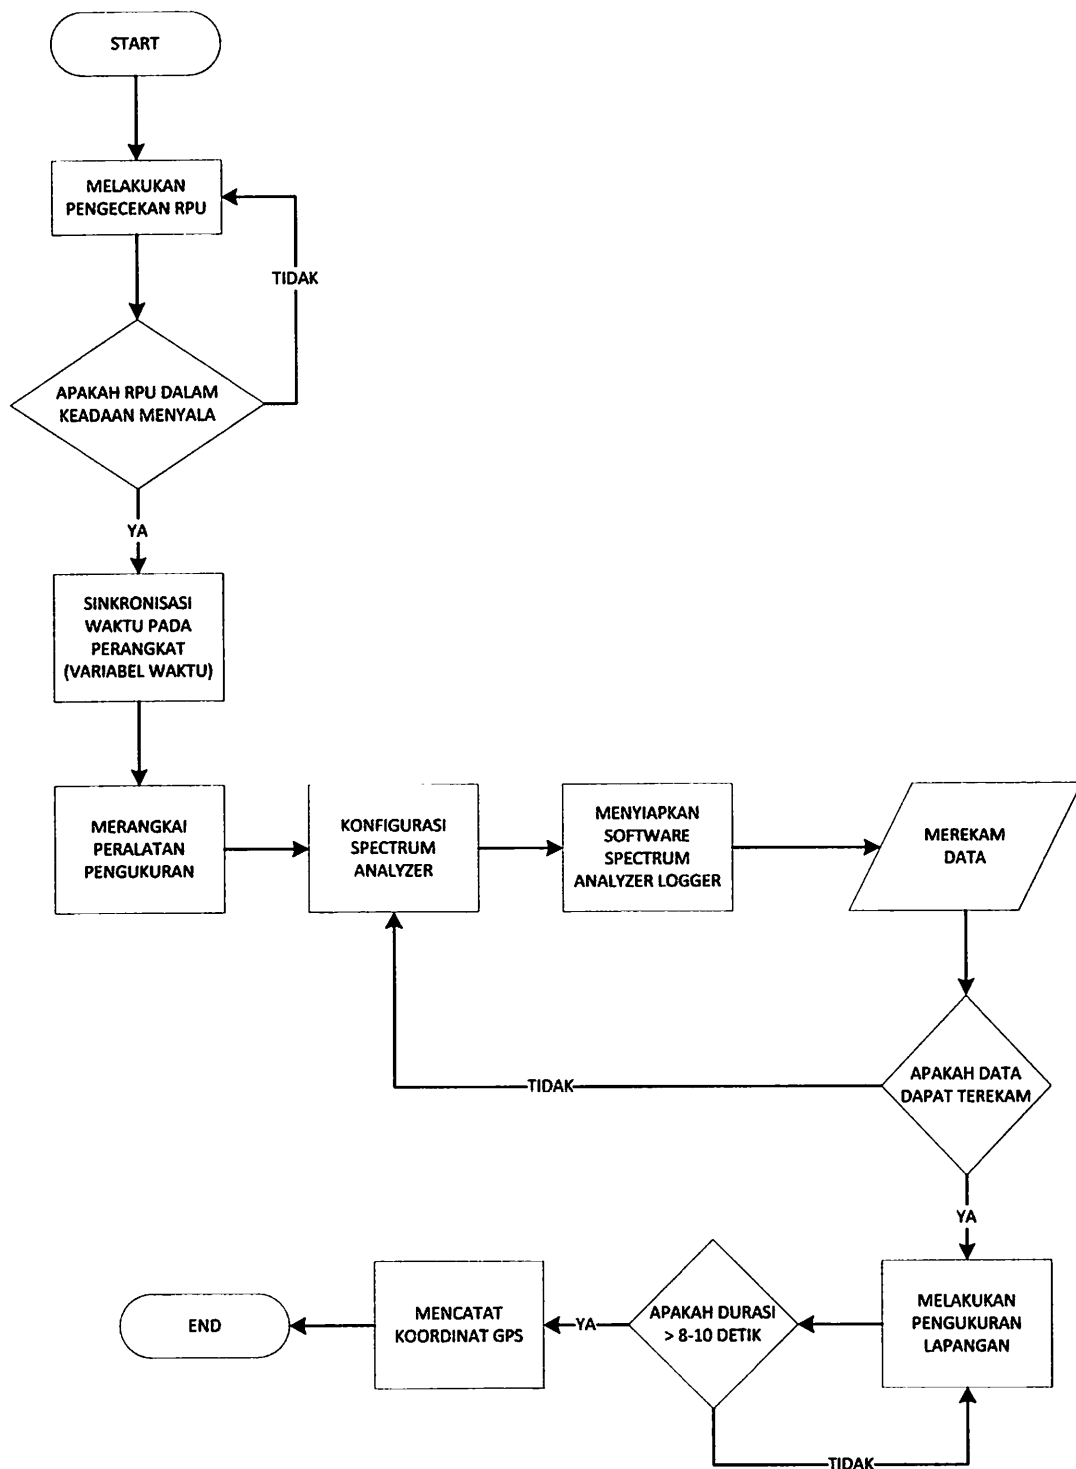 START
MELAKUKAN
PENGECEKAN RPU
TIDAK
APAKAH RPU DALAM
KEADAAN MENYALA
YA
SINKRONISASI
WAKTU PADA
PERANGKAT
(VARIABEL WAKTU)
MERANGKAI
PERALATAN
PENGUKURAN
KONFIGURASI
SPECTRUM
ANALYZER
MENYIAPKAN
SOFTWARE
SPECTRUM
ANALYZER LOGGER
MEREKAM
DATA
APAKAH DATA
DAPAT TEREKAM
TIDAK
YA
MELAKUKAN
PENGUKURAN
LAPANGAN
APAKAH DURASI
> 8-10 DETIK
YA
MENCATAT
KOORDINAT GPS
END
TIDAK